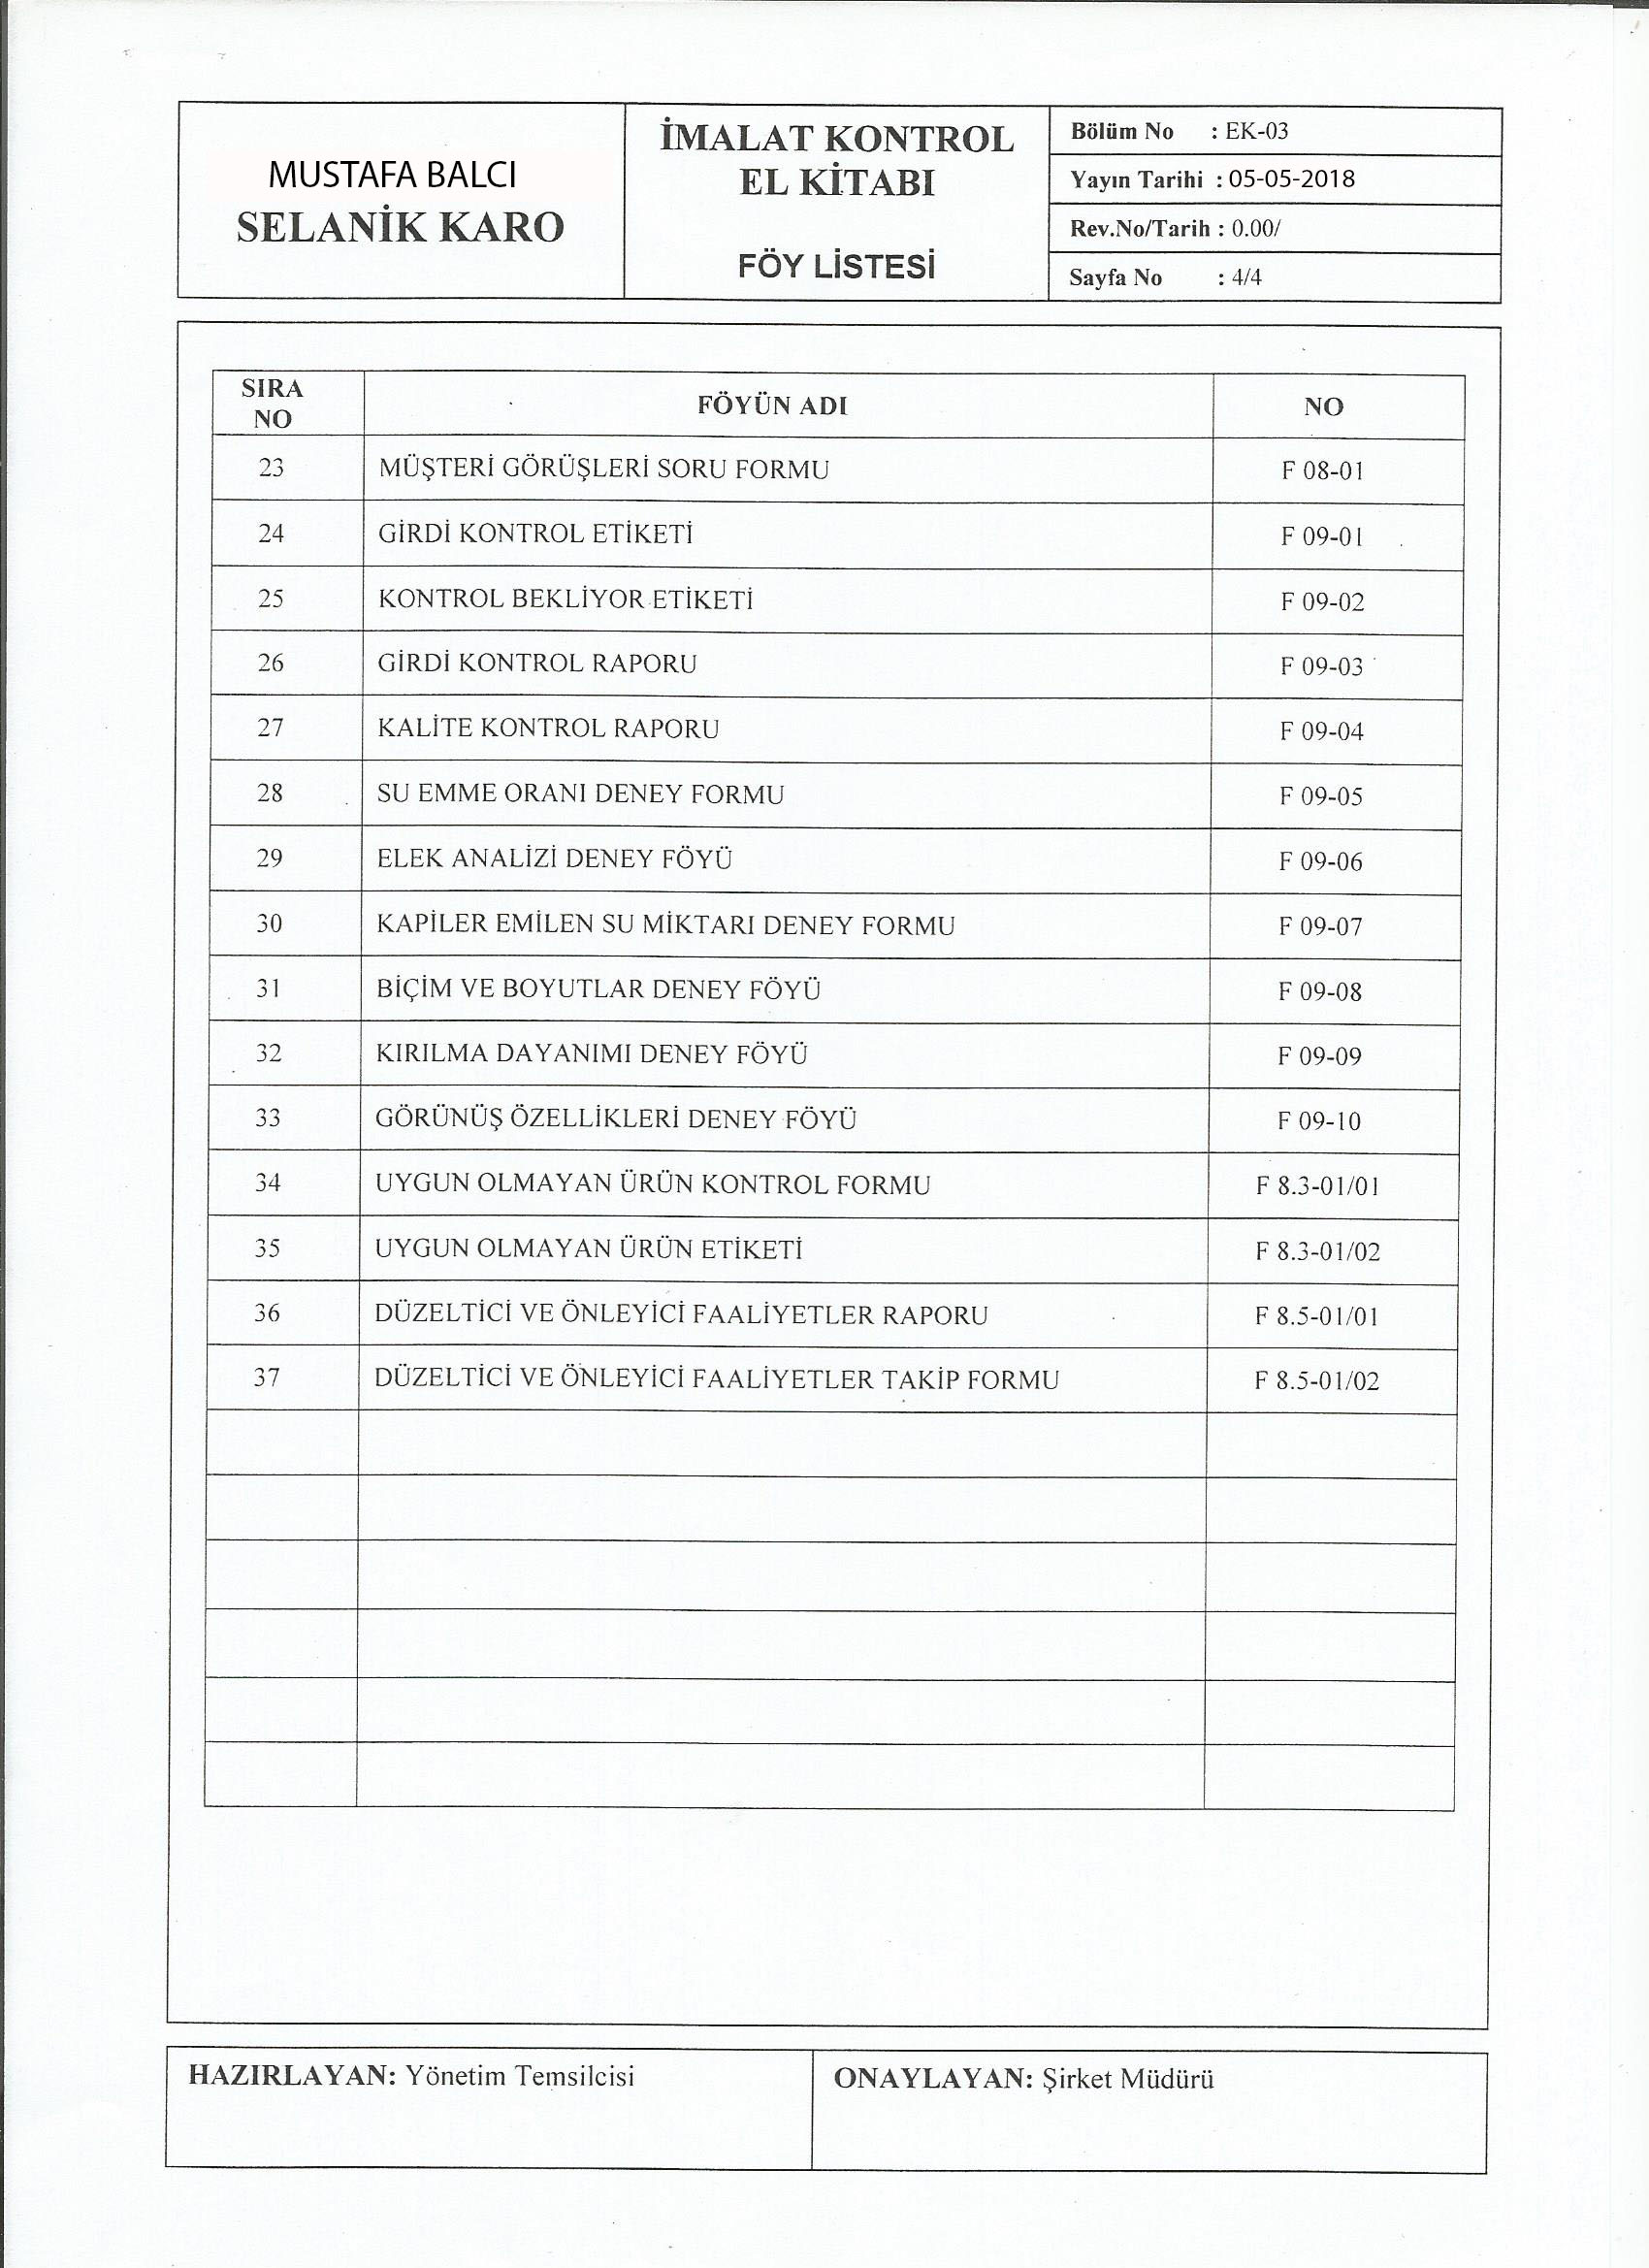 MUSTAFA BALCI
SELANİK KARO
İMALAT KONTROL
EL KİTABI
FÖY LİSTESİ
Bölüm No : EK-03
Yayın Tarihi : 05-05-2018
Rev.No/Tarih : 0.00/
Sayfa No : 4/4
SIRA NO FÖYÜN ADI NO
23 MÜŞTERİ GÖRÜŞLERİ SORU FORMU F 08-01
24 GİRDİ KONTROL ETİKETİ F 09-01
25 KONTROL BEKLİYOR ETİKETİ F 09-02
26 GİRDİ KONTROL RAPORU F 09-03
27 KALİTE KONTROL RAPORU F 09-04
28 SU EMME ORANI DENEY FORMU F 09-05
29 ELEK ANALİZİ DENEY FÖYÜ F 09-06
30 KAPİLER EMİLEN SU MİKTARI DENEY FORMU F 09-07
31 BİÇİM VE BOYUTLAR DENEY FÖYÜ F 09-08
32 KIRILMA DAYANIMI DENEY FÖYÜ F 09-09
33 GÖRÜNÜŞ ÖZELLİKLERİ DENEY FÖYÜ F 09-10
34 UYGUN OLMAYAN ÜRÜN KONTROL FORMU F 8.3-01/01
35 UYGUN OLMAYAN ÜRÜN ETİKETİ F 8.3-01/02
36 DÜZELTİCİ VE ÖNLEYİCİ FAALİYETLER RAPORU F 8.5-01/01
37 DÜZELTİCİ VE ÖNLEYİCİ FAALİYETLER TAKİP FORMU F 8.5-01/02
HAZIRLAYAN: Yönetim Temsilcisi
ONAYLAYAN: Şirket Müdürü